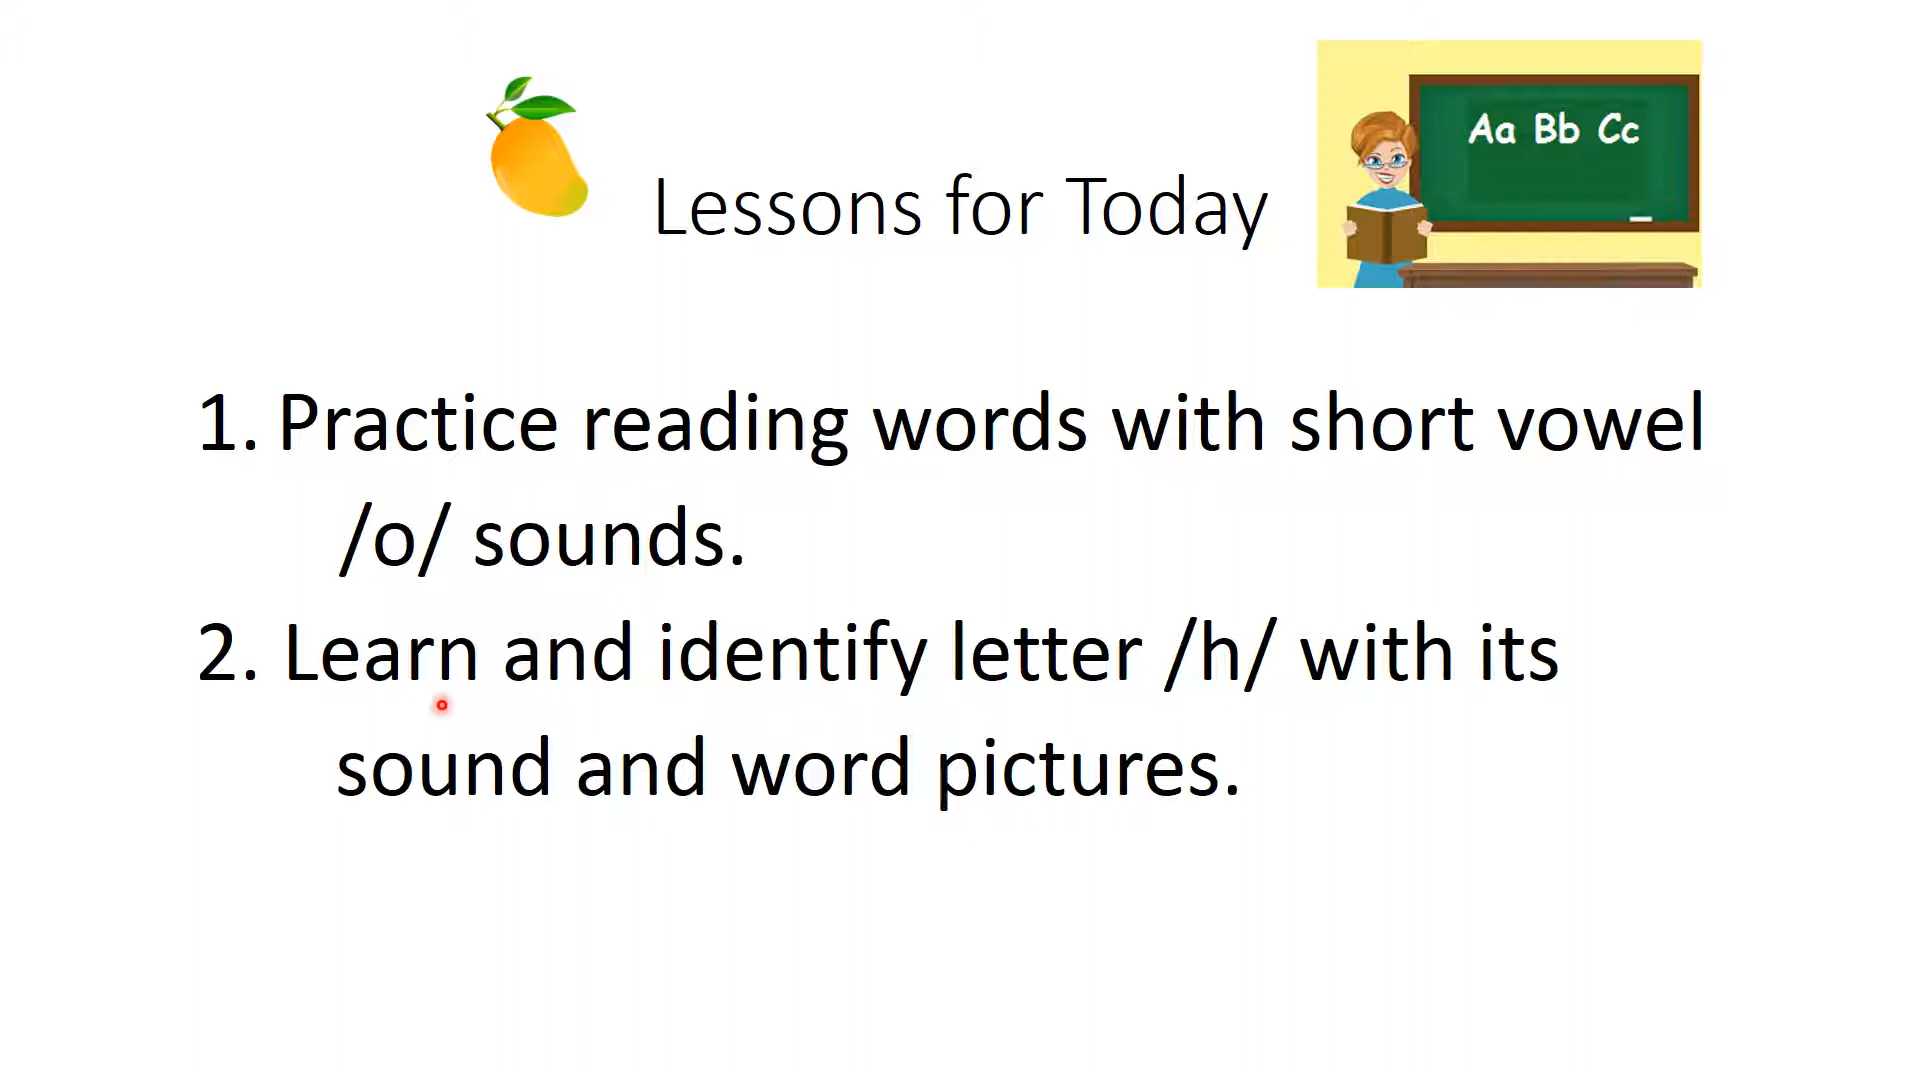 Aa Bb Cc
Lessons for Today
1. Practice reading words with short vowel
/o/ sounds.
2. Learn and identify letter /h/ with its
sound and word pictures.